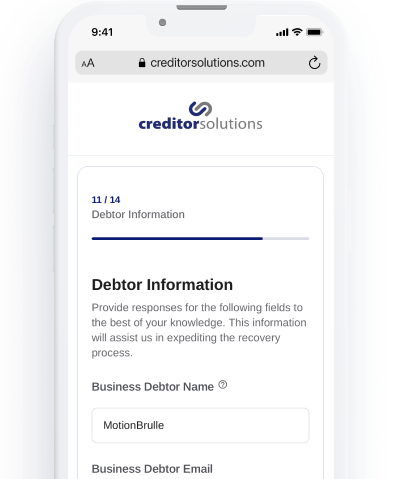 9:41
AA creditorsolutions.com
creditorsolutions
11 / 14
Debtor Information
Debtor Information
Provide responses for the following fields to
the best of your knowledge. This information
will assist us in expediting the recovery
process.
Business Debtor Name ?
MotionBrulle
Business Debtor Email